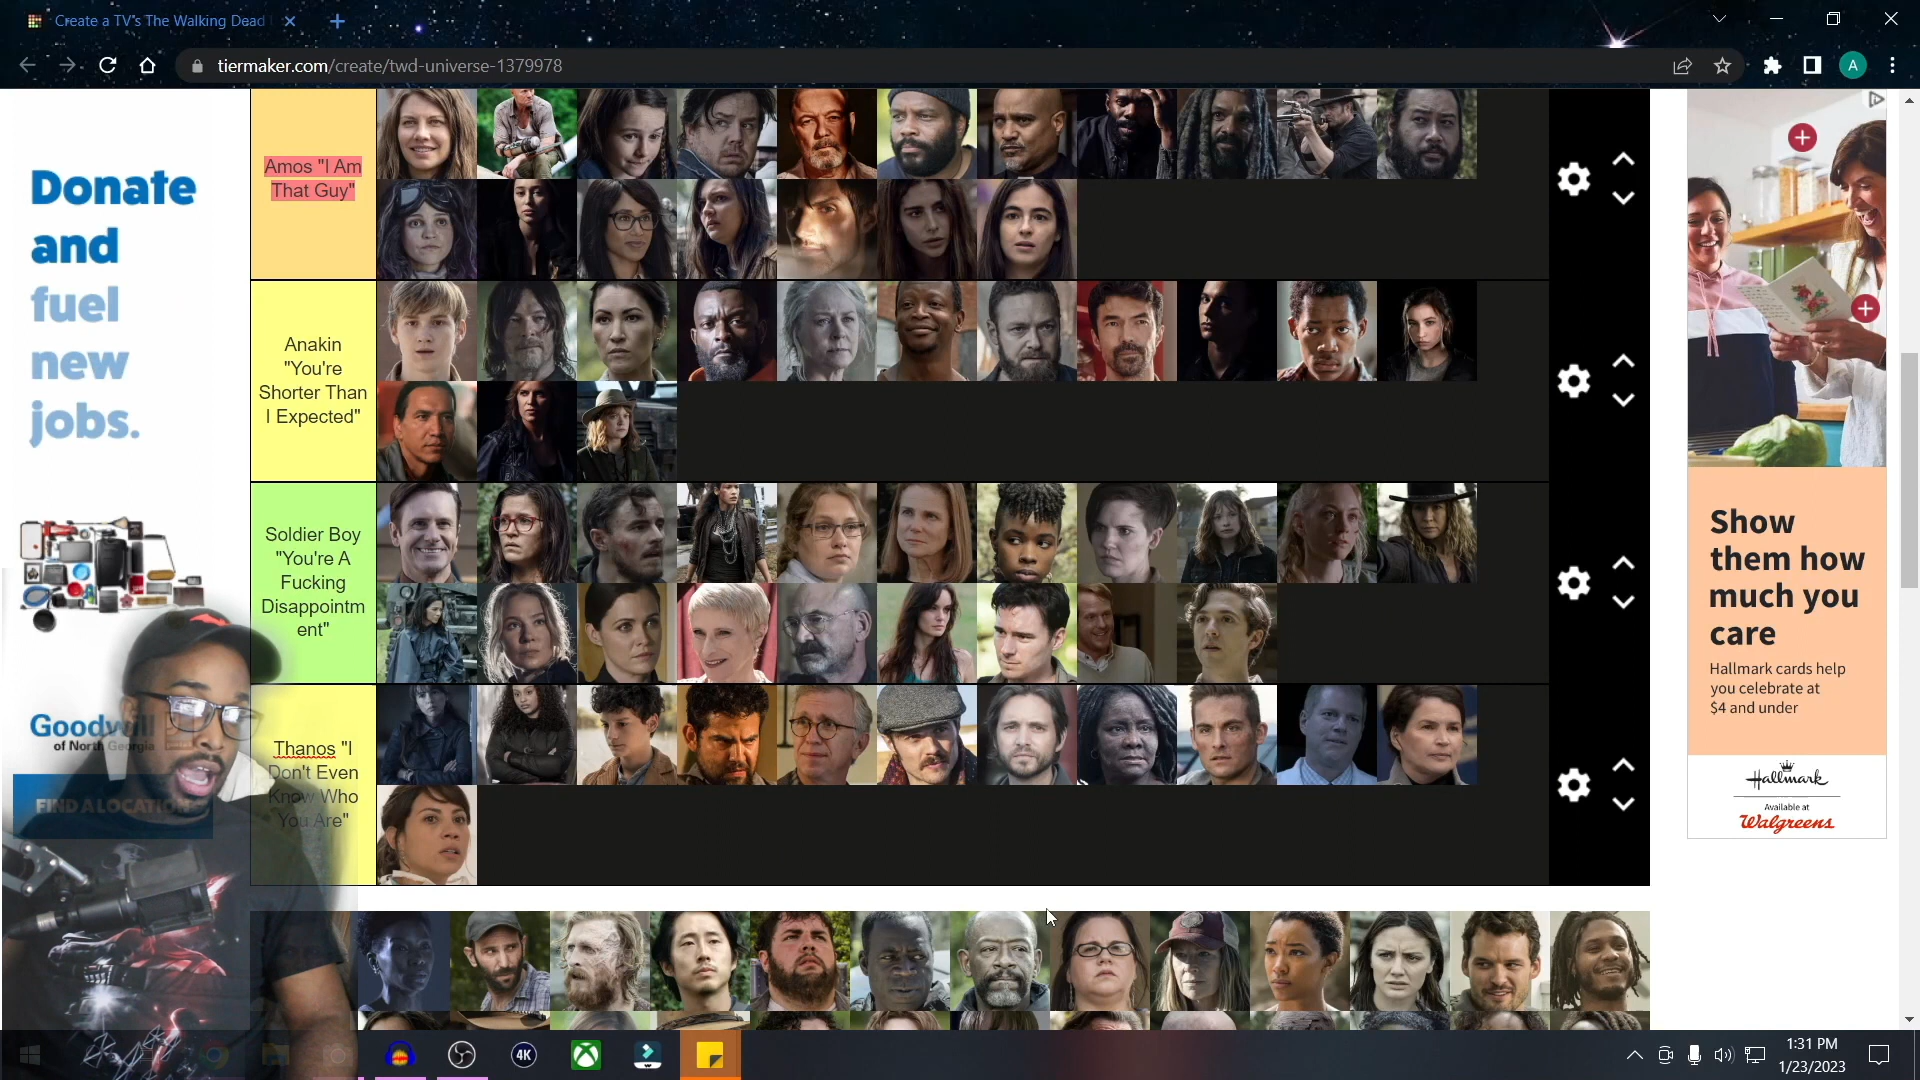 Create a TV's The Walking Dead
tiermaker.com/create/twd-universe-1379978
A
Amos "I Am
That Guy"
Anakin
"You're
Shorter Than
I Expected"
Soldier Boy
"You're A
Fucking
Disappointm
ent"
Thanos "I
Don't Even
Know Who
You Are"
Donate
and
fuel
new
jobs.
Goodwill
of North Georgia
FIND A LOCATION
Show
them how
much you
care
Hallmark cards help
you celebrate at
$4 and under
Hallmark
Available at
Walgreens
4K
1:31 PM
1/23/2023